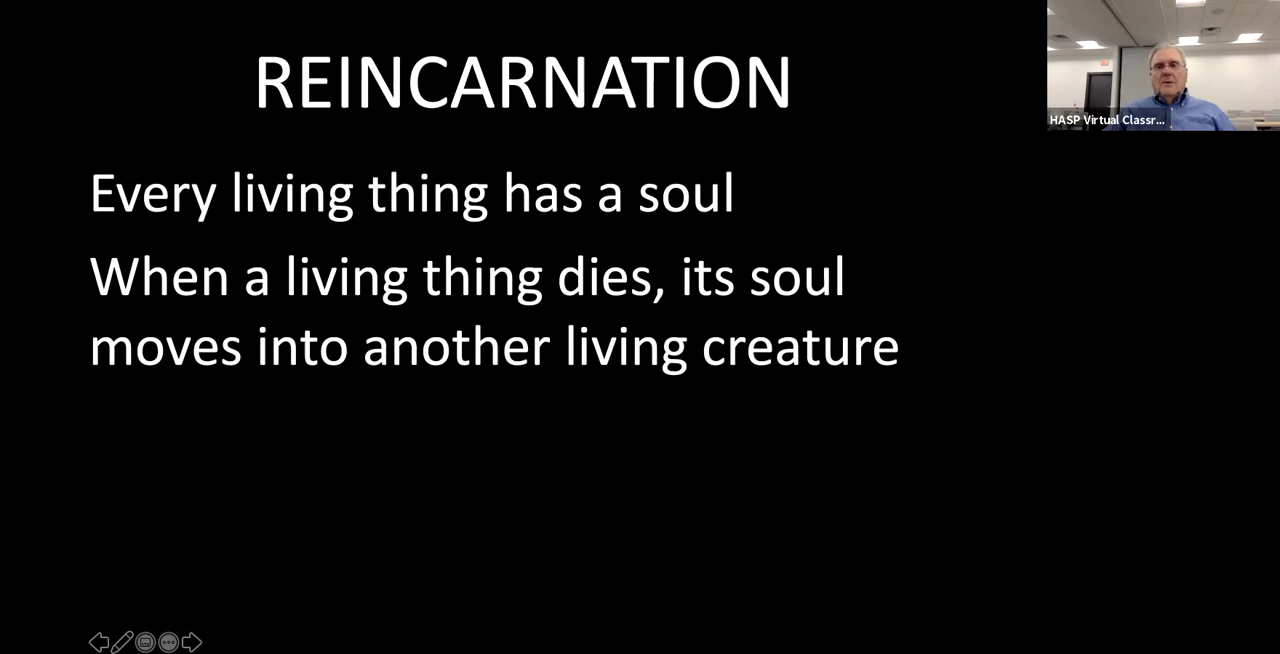 REINCARNATION
Every living thing has a soul
When a living thing dies, its soul
moves into another living creature
HASP Virtual Classr...